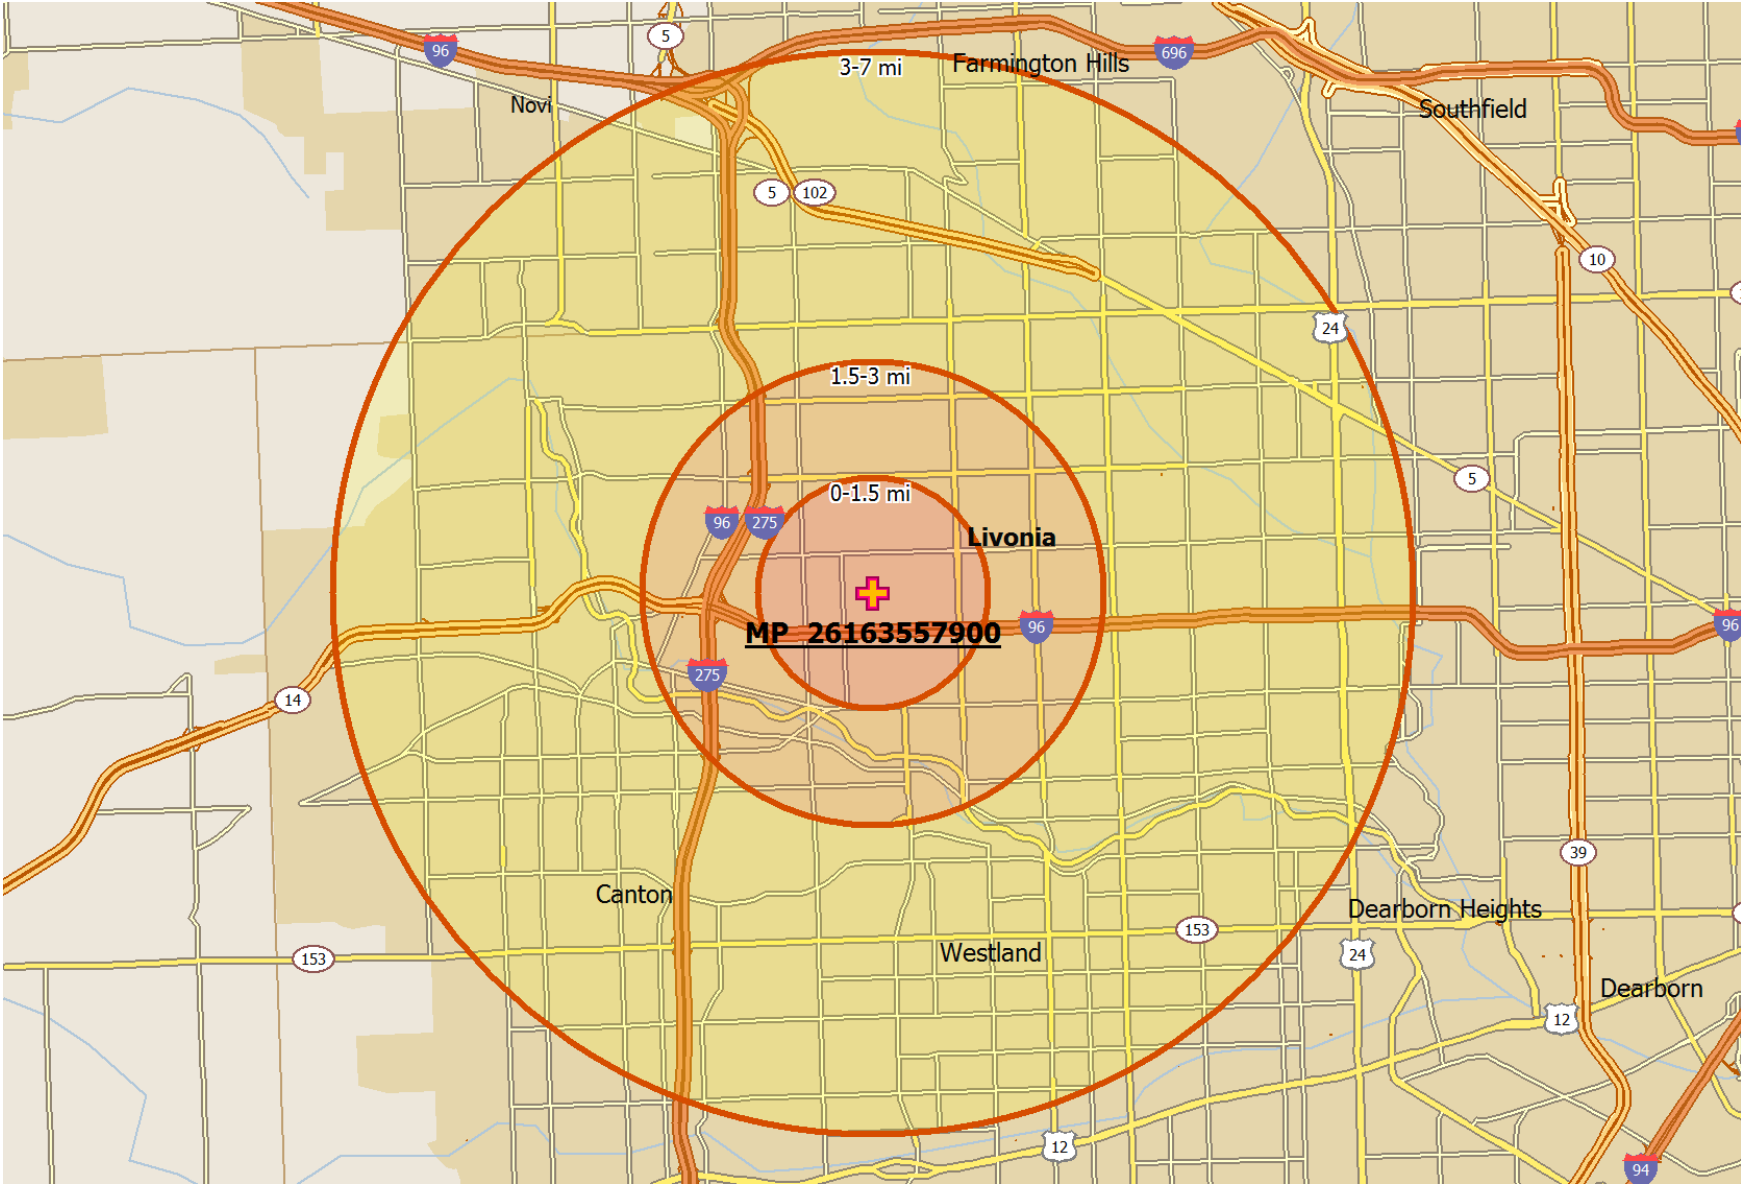 5
96
696
Farmington Hills
3-7 mi
Novi
Southfield
5
102
10
24
1.5-3 mi
5
0-1.5 mi
96
275
Livonia
MP 26163557900
96
96
275
14
39
Canton
Dearborn Heights
153
Westland
24
153
Dearborn
12
12
94